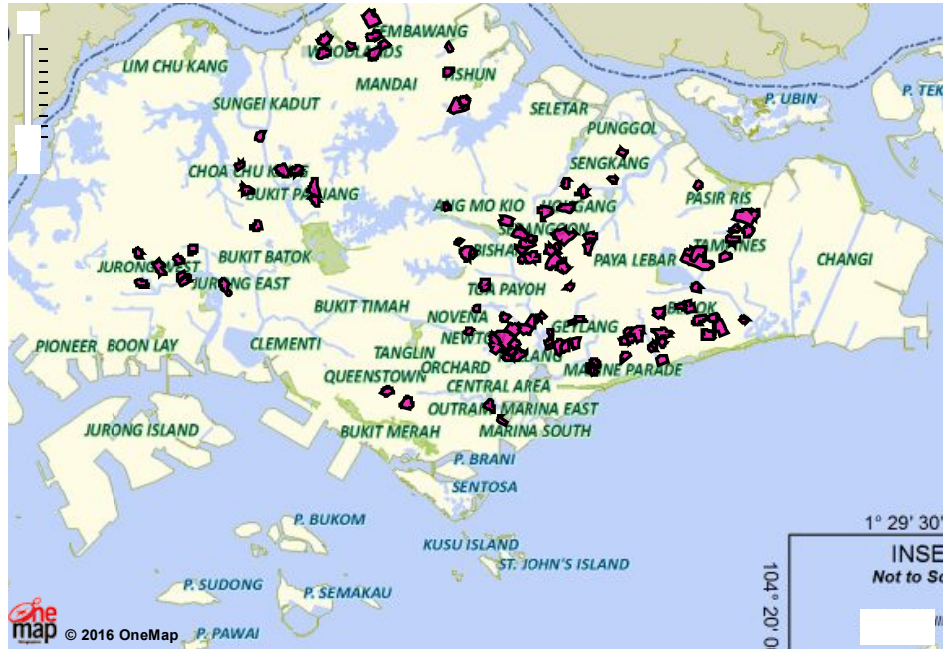 SEMBAWANG
WOODLANDS
LIM CHU KANG
MANDAI
YISHUN
P. UBIN
P. TEK
SUNGEI KADUT
SELETAR
PUNGGOL
SENGKANG
CHOA CHU KANG
BUKIT PANJANG
PASIR RIS
ANG MO KIO
HOUGANG
SERANGOON
TAMPINES
BISHAN
BUKIT BATOK
PAYA LEBAR
CHANGI
JURONG WEST
JURONG EAST
TOA PAYOH
BUKIT TIMAH
BEDOK
NOVENA
GEYLANG
NEWTON
PIONEER
BOON LAY
CLEMENTI
TANGLIN
KALLANG
ORCHARD
MARINE PARADE
QUEENSTOWN
CENTRAL AREA
OUTRAM
MARINA EAST
JURONG ISLAND
BUKIT MERAH
MARINA SOUTH
P. BRANI
SENTOSA
P. BUKOM
1° 29' 30'
KUSU ISLAND
INSE
ST. JOHN'S ISLAND
Not to Sc
P. SUDONG
P. SEMAKAU
104° 20' 0
One
map
© 2016 OneMap
P. PAWAI